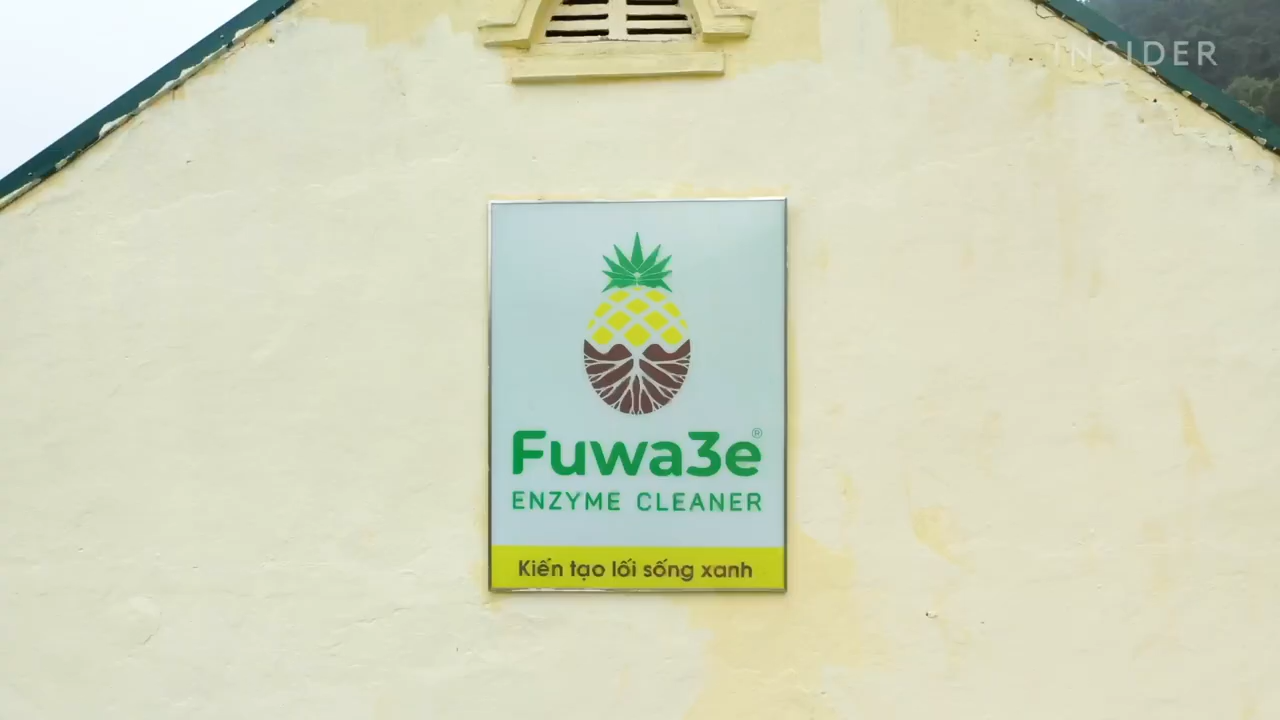 INSIDER
Fuwa3e®
ENZYME CLEANER
Kiến tạo lối sống xanh